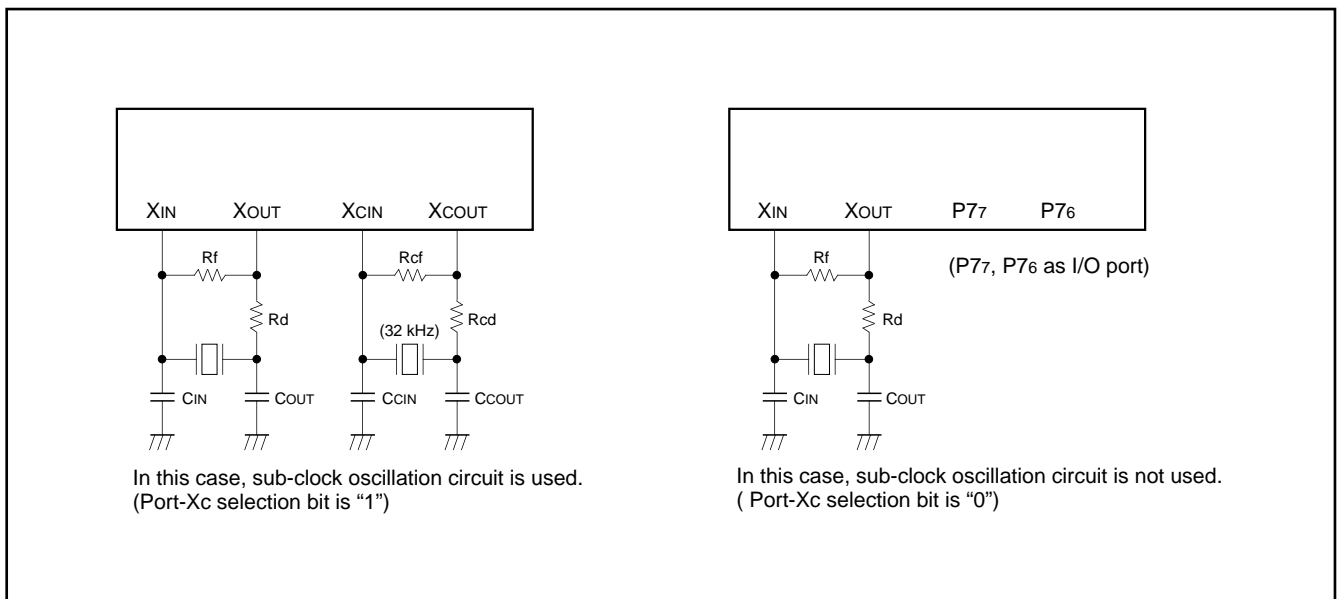 XIN XOUT XCIN XCOUT
Rf Rcf
Rd Rcd
(32 kHz)
CIN COUT CCIN CCOUT
In this case, sub-clock oscillation circuit is used.
(Port-Xc selection bit is “1”)
XIN XOUT P77 P76
Rf
(P77, P76 as I/O port)
Rd
CIN COUT
In this case, sub-clock oscillation circuit is not used.
( Port-Xc selection bit is “0”)